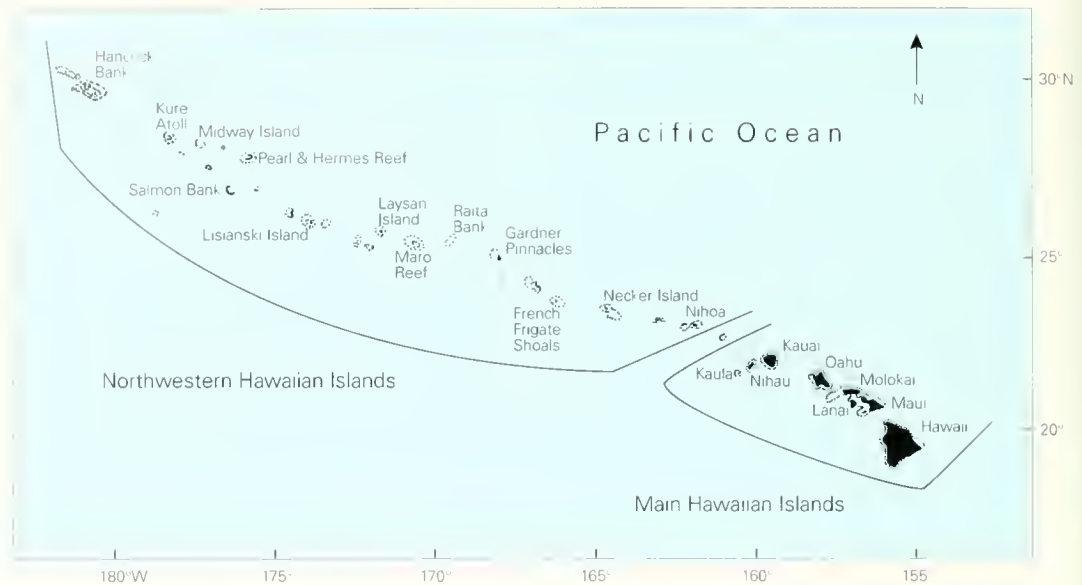 Hancock
Bank
Kure
Atoll
Midway Island
Pearl & Hermes Reef
Salmon Bank
Lisianski Island
Laysan
Island
Maro
Reef
Raita
Bank
Gardner
Pinnacles
French
Frigate
Shoals
Necker Island
Nihoa
Pacific Ocean
N
30°N
25°
20°
Northwestern Hawaiian Islands
Kaula
Nihau
Kauai
Oahu
Molokai
Lanai
Maui
Hawaii
Main Hawaiian Islands
180°W
175°
170°
165°
160°
155